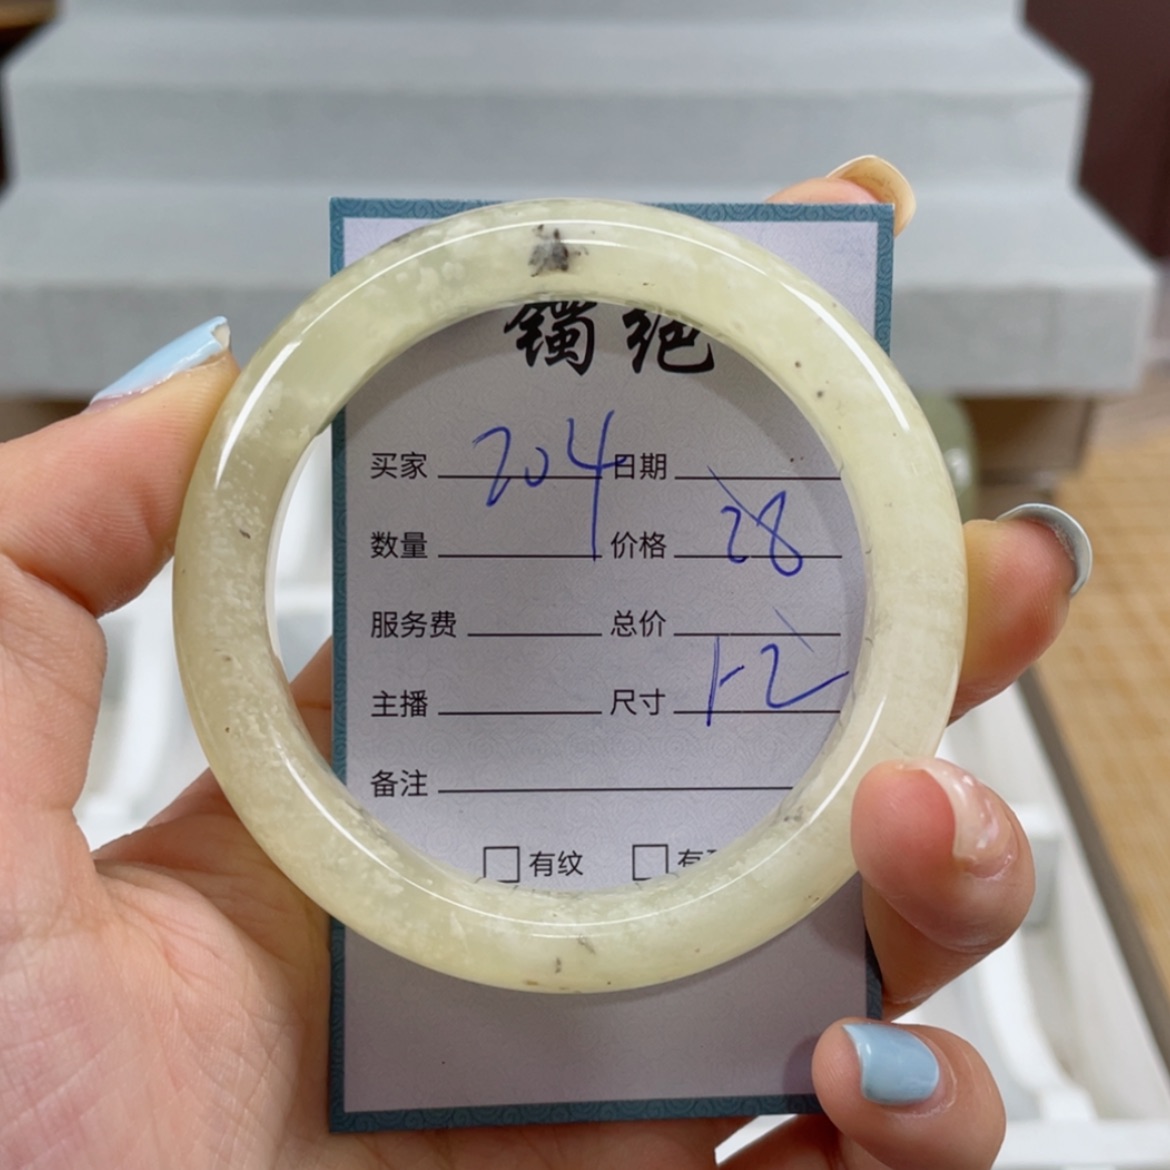 镯绝
买家 204 日期
数量 价格 28
服务费 总价
主播 尺寸
备注
□有纹 □有